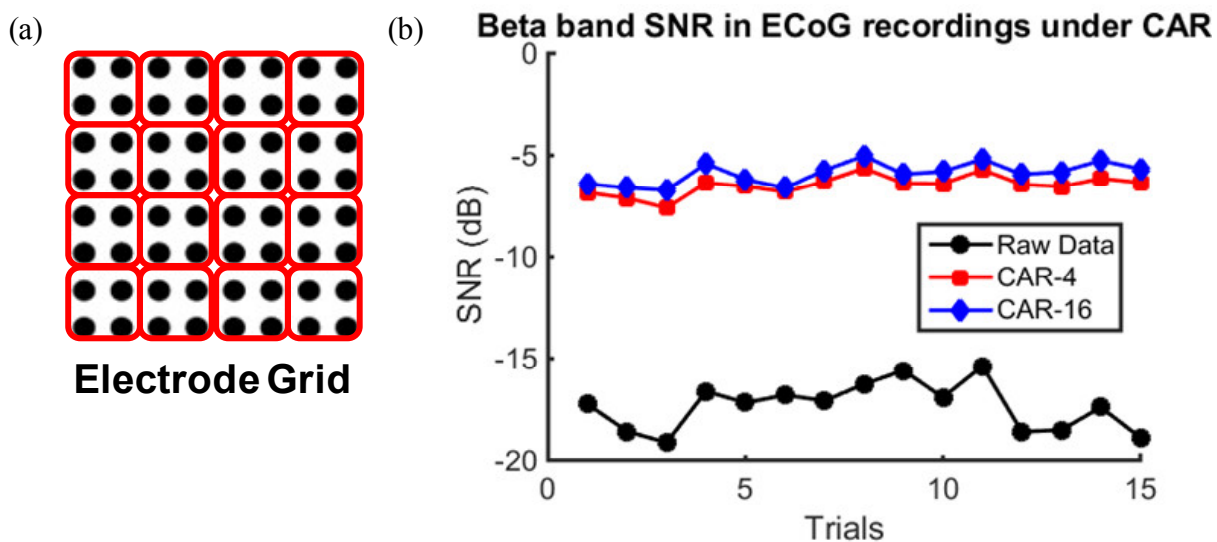 (a)
Electrode Grid
(b)
Beta band SNR in ECoG recordings under CAR
0
-5
-10
-15
-20
SNR (dB)
Raw Data
CAR-4
CAR-16
0
5
10
15
Trials